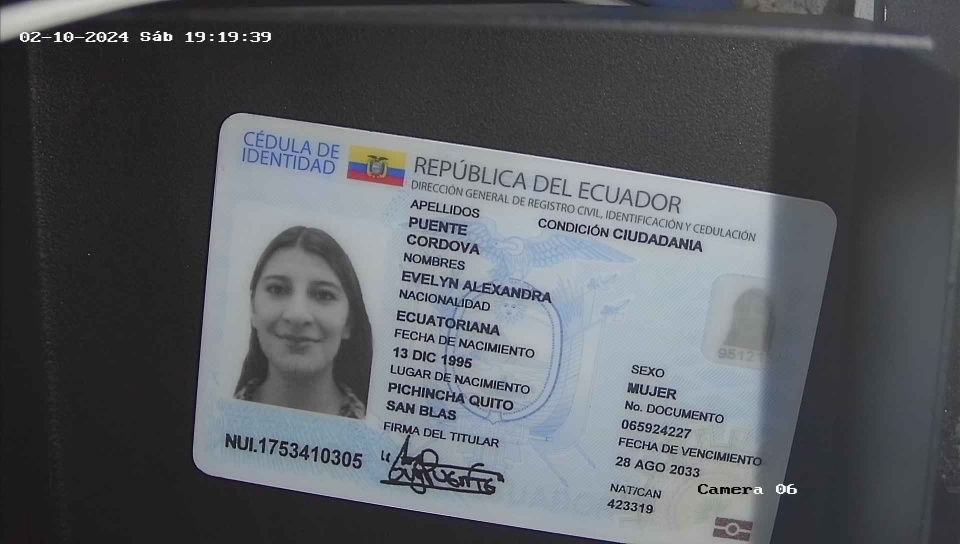 02-10-2024 Sáb 19:19:39
CÉDULA DE
IDENTIDAD
REPÚBLICA DEL ECUADOR
DIRECCIÓN GENERAL DE REGISTRO CIVIL, IDENTIFICACIÓN Y CEDULACIÓN
APELLIDOS
PUENTE
CORDOVA
CONDICIÓN CIUDADANIA
NOMBRES
EVELYN ALEXANDRA
NACIONALIDAD
ECUATORIANA
FECHA DE NACIMIENTO
13 DIC 1995
LUGAR DE NACIMIENTO
PICHINCHA QUITO
SAN BLAS
FIRMA DEL TITULAR
SEXO
MUJER
No. DOCUMENTO
065924227
FECHA DE VENCIMIENTO
28 AGO 2033
NAT/CAN
423319
NUI.1753410305
Camera 06